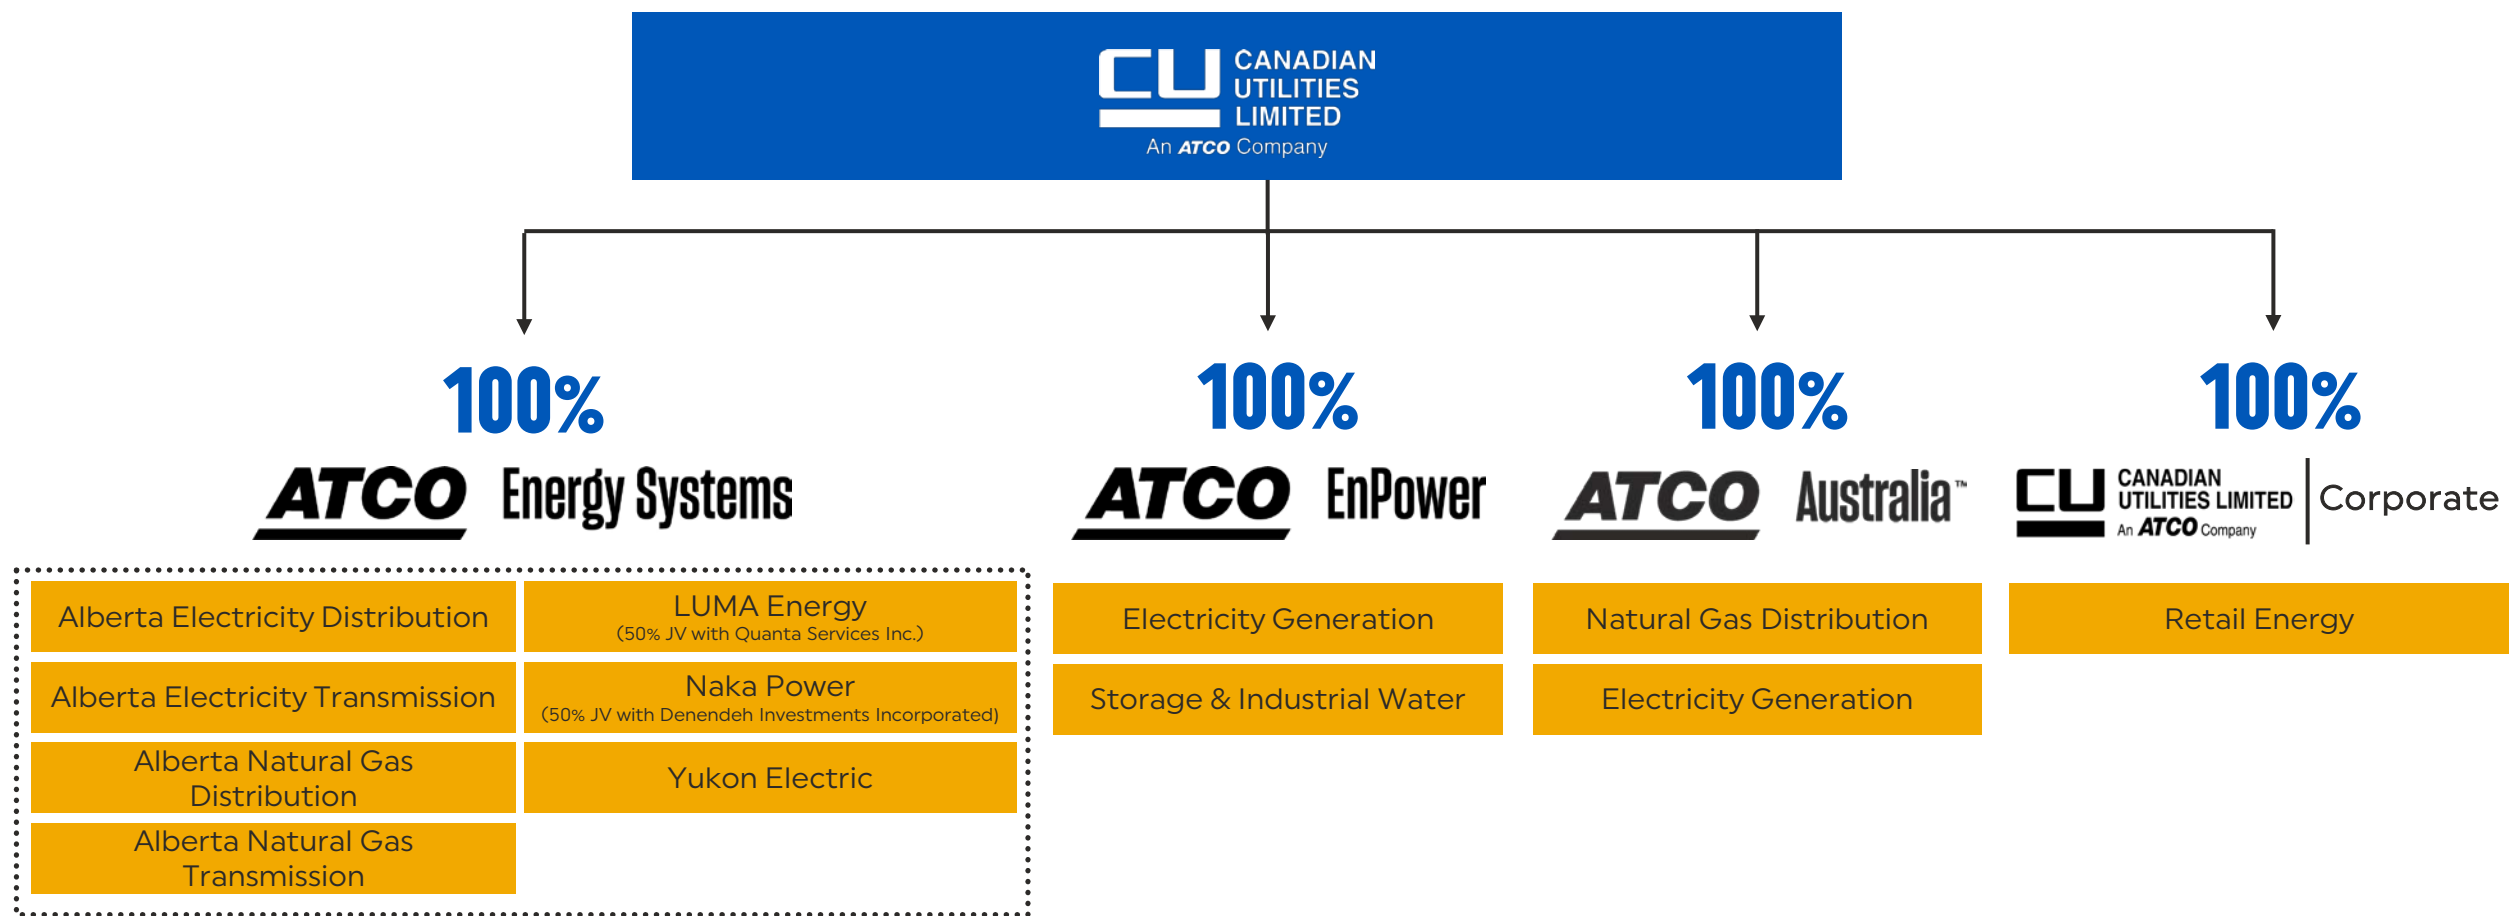 CU CANADIAN
UTILITIES
LIMITED
An ATCO Company
100%
ATCO Energy Systems
Alberta Electricity Distribution
Alberta Electricity Transmission
Alberta Natural Gas
Distribution
Alberta Natural Gas
Transmission
LUMA Energy
(50% JV with Quanta Services Inc.)
Naka Power
(50% JV with Denendeh Investments Incorporated)
Yukon Electric
100%
ATCO EnPower
Electricity Generation
Storage & Industrial Water
100%
ATCO Australia™
Natural Gas Distribution
Electricity Generation
100%
CU CANADIAN
UTILITIES LIMITED
An ATCO Company
Corporate
Retail Energy